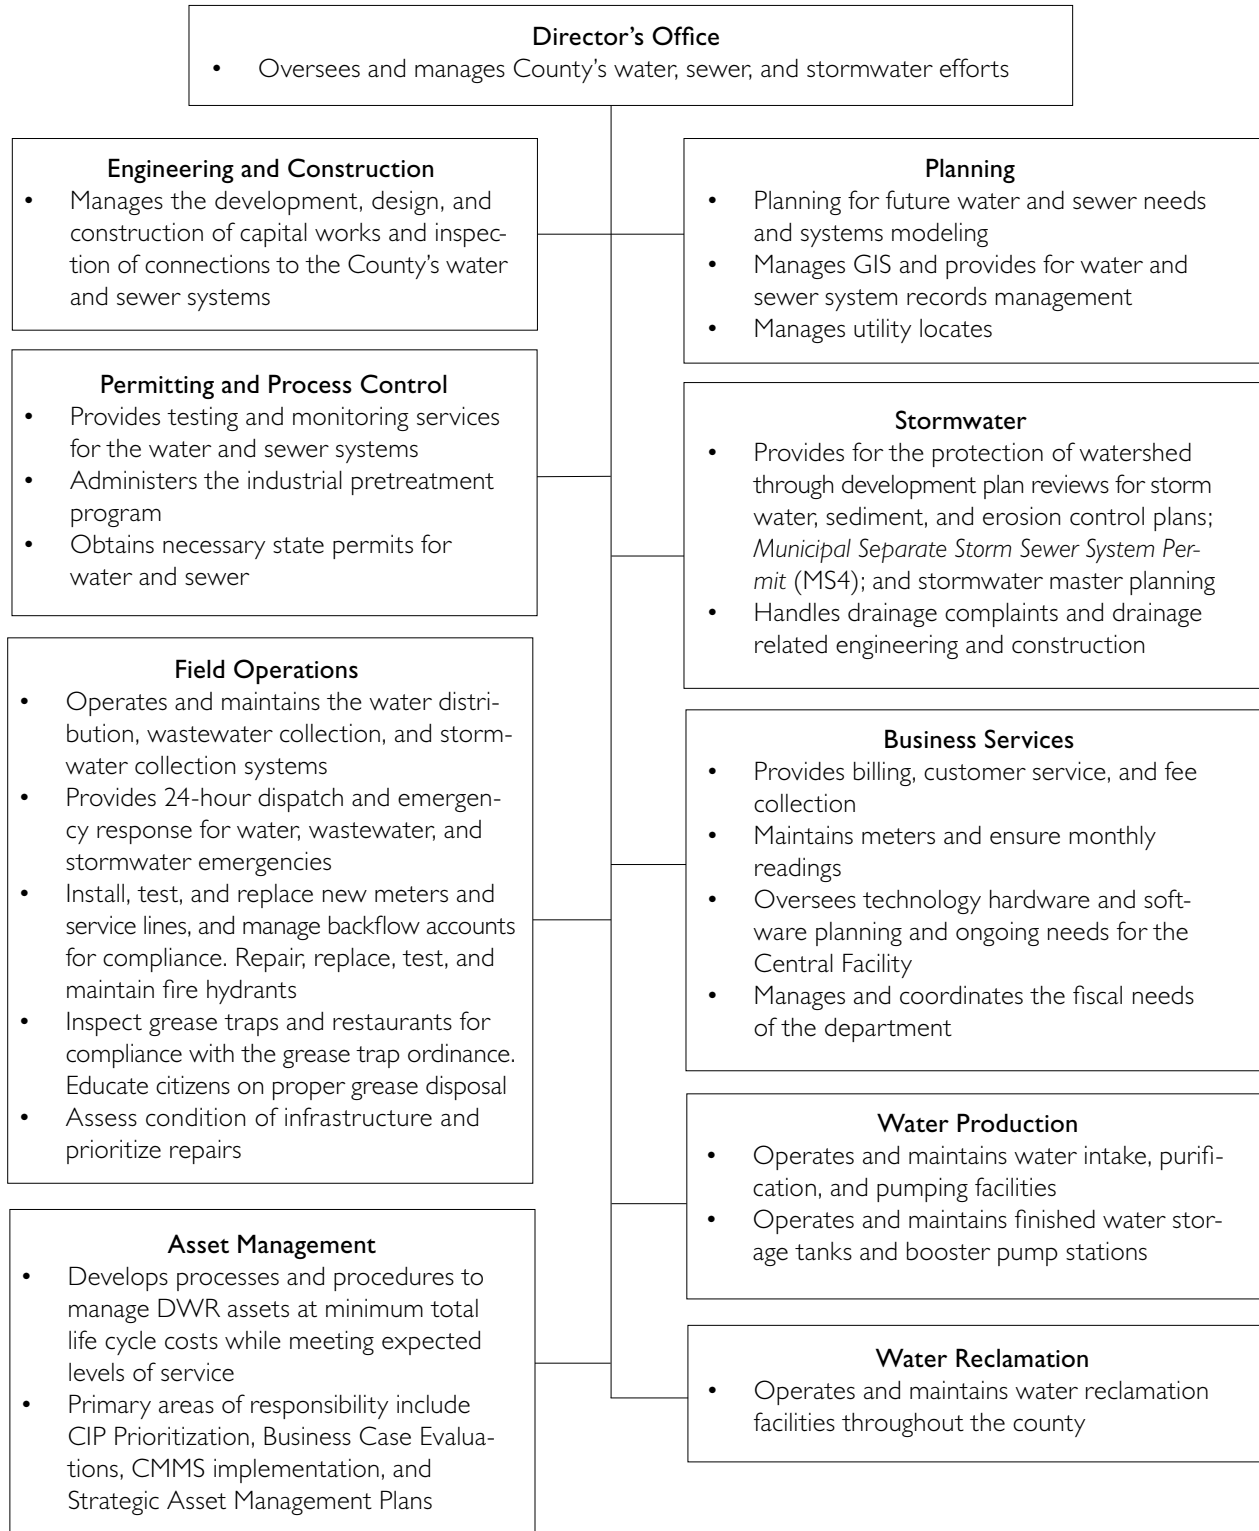 Director’s Office
• Oversees and manages County’s water, sewer, and stormwater efforts
Engineering and Construction
• Manages the development, design, and
construction of capital works and inspec-
tion of connections to the County’s water
and sewer systems
Permitting and Process Control
• Provides testing and monitoring services
for the water and sewer systems
• Administers the industrial pretreatment
program
• Obtains necessary state permits for
water and sewer
Field Operations
• Operates and maintains the water distri-
bution, wastewater collection, and storm-
water collection systems
• Provides 24-hour dispatch and emergen-
cy response for water, wastewater, and
stormwater emergencies
• Install, test, and replace new meters and
service lines, and manage backflow accounts
for compliance. Repair, replace, test, and
maintain fire hydrants
• Inspect grease traps and restaurants for
compliance with the grease trap ordinance.
Educate citizens on proper grease disposal
• Assess condition of infrastructure and
prioritize repairs
Asset Management
• Develops processes and procedures to
manage DWR assets at minimum total
life cycle costs while meeting expected
levels of service
• Primary areas of responsibility include
CIP Prioritization, Business Case Evalua-
tions, CMMS implementation, and
Strategic Asset Management Plans
Planning
• Planning for future water and sewer needs
and systems modeling
• Manages GIS and provides for water and
sewer system records management
• Manages utility locates
Stormwater
• Provides for the protection of watershed
through development plan reviews for storm
water, sediment, and erosion control plans;
Municipal Separate Storm Sewer System Per-
mit (MS4); and stormwater master planning
• Handles drainage complaints and drainage
related engineering and construction
Business Services
• Provides billing, customer service, and fee
collection
• Maintains meters and ensure monthly
readings
• Oversees technology hardware and soft-
ware planning and ongoing needs for the
Central Facility
• Manages and coordinates the fiscal needs
of the department
Water Production
• Operates and maintains water intake, purifi-
cation, and pumping facilities
• Operates and maintains finished water stor-
age tanks and booster pump stations
Water Reclamation
• Operates and maintains water reclamation
facilities throughout the county